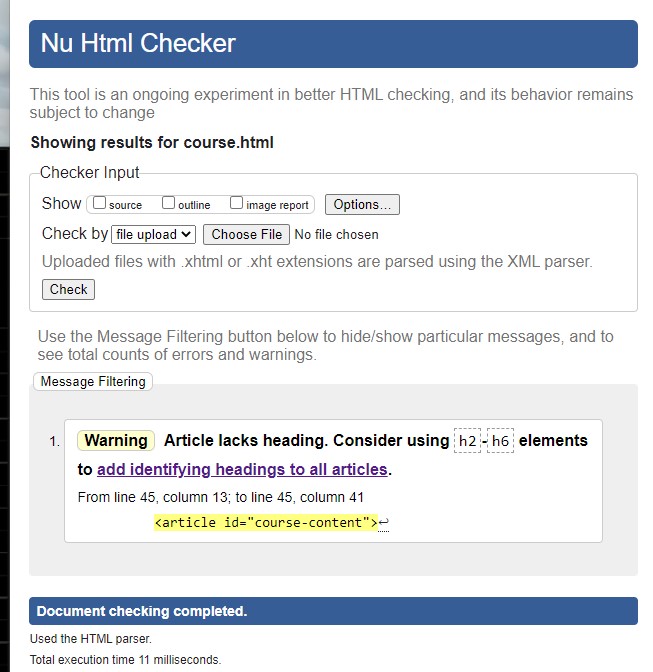 Nu Html Checker
This tool is an ongoing experiment in better HTML checking, and its behavior remains
subject to change
Showing results for course.html
Checker Input
Show source outline image report Options...
Check by file upload Choose File No file chosen
Uploaded files with .xhtml or .xht extensions are parsed using the XML parser.
Check
Use the Message Filtering button below to hide/show particular messages, and to
see total counts of errors and warnings.
Message Filtering
1. Warning Article lacks heading. Consider using h2-h6 elements
to add identifying headings to all articles.
From line 45, column 13; to line 45, column 41
<article id="course-content">↩
Document checking completed.
Used the HTML parser.
Total execution time 11 milliseconds.